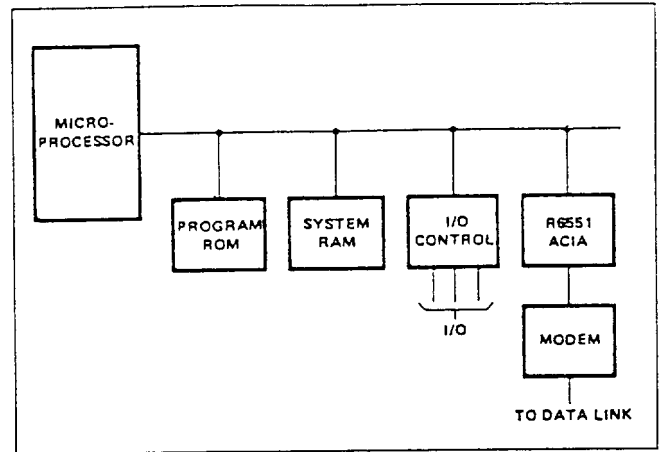 MICRO-
PROCESSOR
PROGRAM
ROM
SYSTEM
RAM
I/O
CONTROL
R6551
ACIA
I/O
MODEM
TO DATA LINK